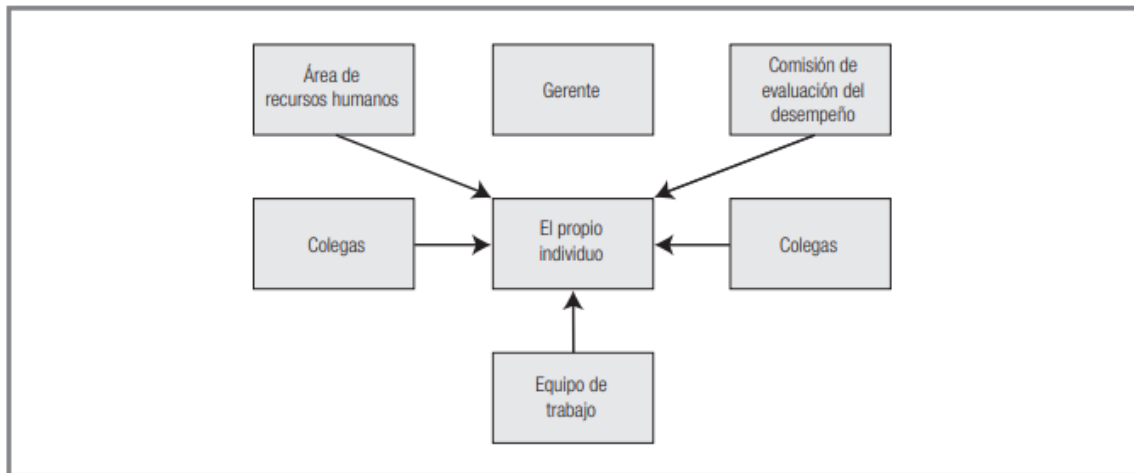 Área de
recursos humanos
Gerente
Comisión de
evaluación del
desempeño
Colegas
El propio
individuo
Colegas
Equipo de
trabajo